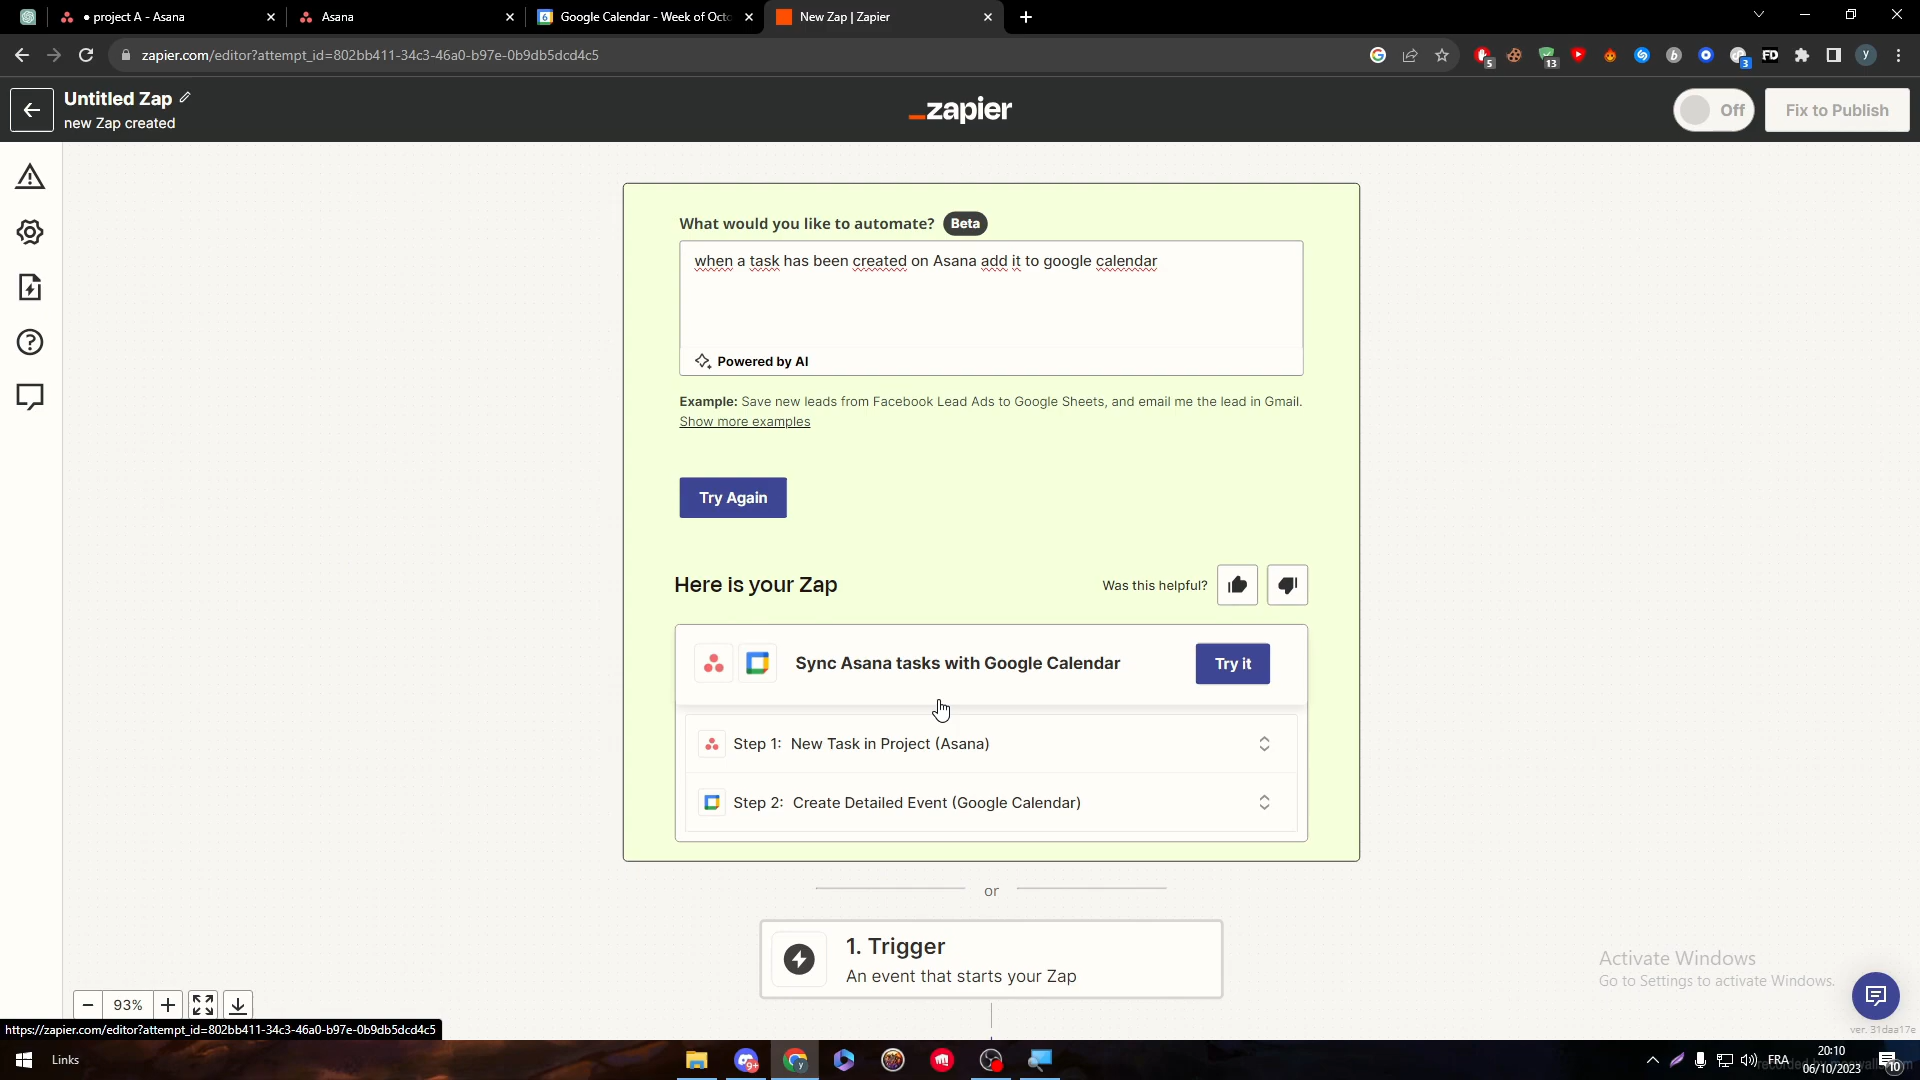 project A - Asana
Asana
Google Calendar - Week of Octo
New Zap | Zapier
zapier.com/editor?attempt_id=802bb411-34c3-46a0-b97e-0b9db5dcd4c5
5
13
3
FD
y
Untitled Zap
new Zap created
zapier
Off
Fix to Publish
What would you like to automate? Beta
when a task has been created on Asana add it to google calendar
Powered by AI
Example: Save new leads from Facebook Lead Ads to Google Sheets, and email me the lead in Gmail.
Show more examples
Try Again
Here is your Zap
Was this helpful?
Sync Asana tasks with Google Calendar
Try it
Step 1: New Task in Project (Asana)
Step 2: Create Detailed Event (Google Calendar)
or
1. Trigger
An event that starts your Zap
93%
Activate Windows
Go to Settings to activate Windows.
ver. 31daa17e
https://zapier.com/editor?attempt_id=802bb411-34c3-46a0-b97e-0b9db5dcd4c5
Links
FRA
20:10
06/10/2023
10